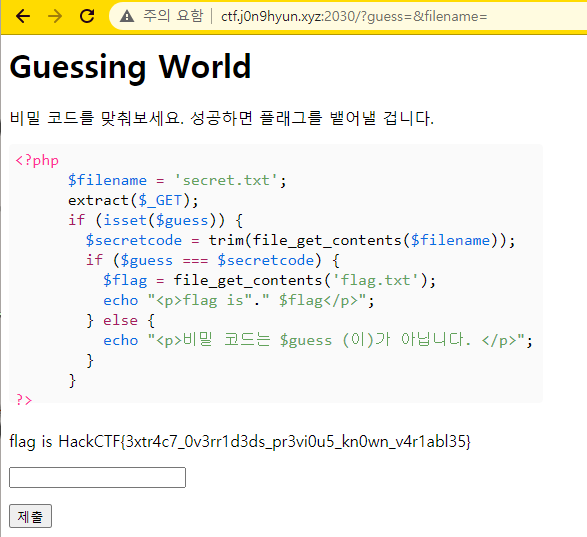 주의 요함 | ctf.j0n9hyun.xyz:2030/?guess=&filename=
Guessing World
비밀 코드를 맞춰보세요. 성공하면 플래그를 뱉어낼 겁니다.
<?php
$filename = 'secret.txt';
extract($_GET);
if (isset($guess)) {
$secretcode = trim(file_get_contents($filename));
if ($guess === $secretcode) {
$flag = file_get_contents('flag.txt');
echo "<p>flag is"." $flag</p>";
} else {
echo "<p>비밀 코드는 $guess (이)가 아닙니다. </p>";
}
}
?>
flag is HackCTF{3xtr4c7_0v3rr1d3ds_pr3vi0u5_kn0wn_v4r1abl35}
제출